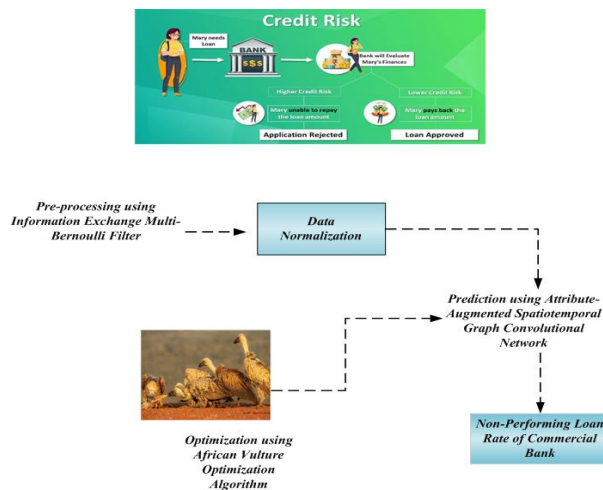 Credit Risk
Mary needs
Loan
BANK
$$$
Bank will Evaluate
Mary's Finances
Higher Credit Risk
Lower Credit Risk
Mary unable to repay
the loan amount
Mary pays back the
loan amount
Application Rejected
Loan Approved
Pre-processing using
Information Exchange Multi-
Bernoulli Filter
Data
Normalization
Prediction using Attribute-
Augmented Spatiotemporal
Graph Convolutional
Network
Optimization using
African Vulture
Optimization
Algorithm
Non-Performing Loan
Rate of Commercial
Bank